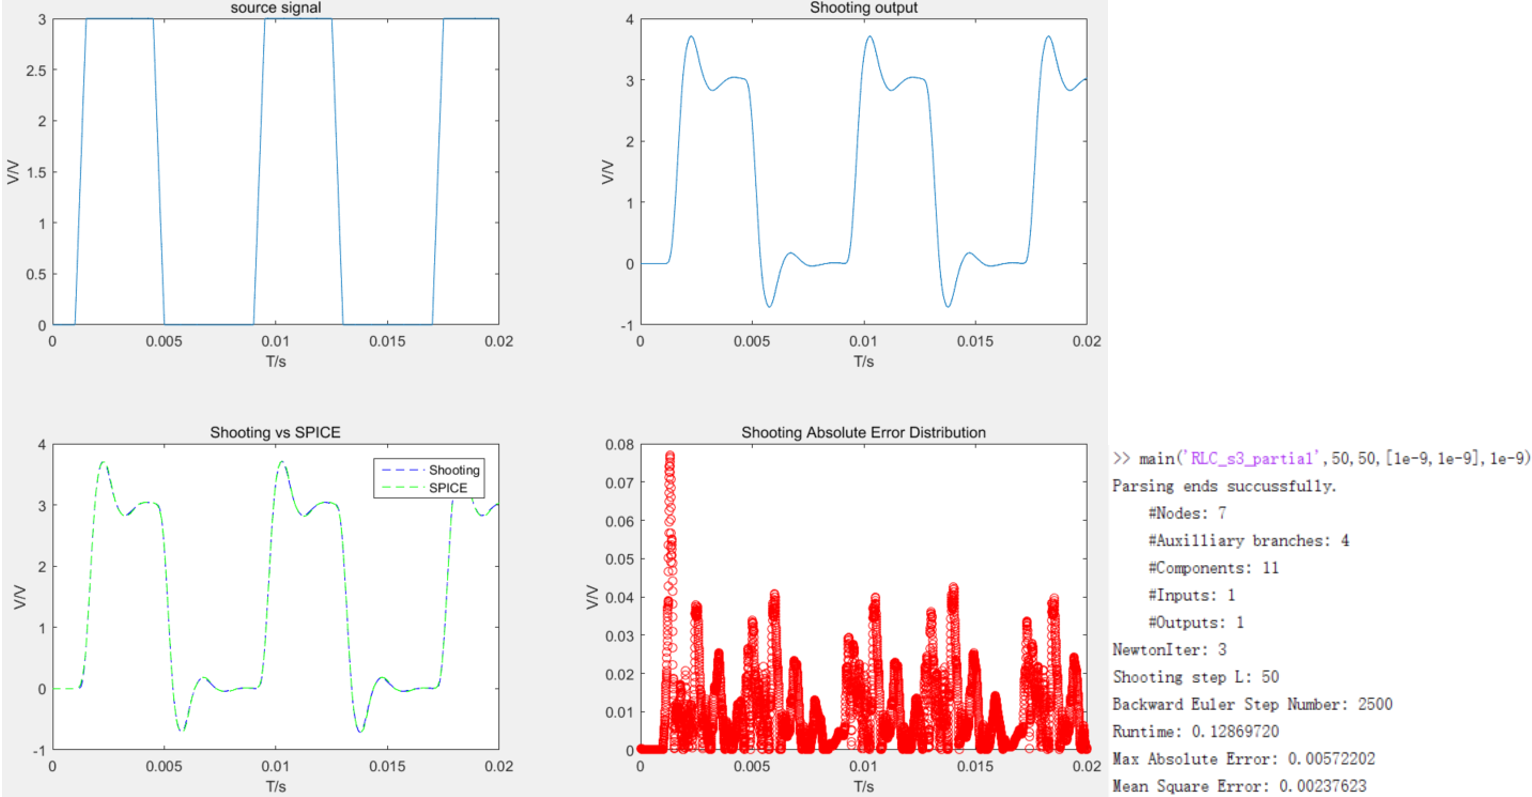 source signal
3
2.5
2
1.5
1
0.5
0
V/V
0
0.005
0.01
0.015
0.02
T/s
Shooting output
4
3
2
1
0
-1
V/V
0
0.005
0.01
0.015
0.02
T/s
Shooting vs SPICE
4
3
2
1
0
-1
V/V
Shooting
SPICE
0
0.005
0.01
0.015
0.02
T/s
Shooting Absolute Error Distribution
0.08
0.07
0.06
0.05
0.04
0.03
0.02
0.01
0
V/V
0
0.005
0.01
0.015
0.02
T/s
>> main('RLC_s3_partial',50,50,[1e-9,1e-9],1e-9)
Parsing ends succussfully.
#Nodes: 7
#Auxilliary branches: 4
#Components: 11
#Inputs: 1
#Outputs: 1
NewtonIter: 3
Shooting step L: 50
Backward Euler Step Number: 2500
Runtime: 0.12869720
Max Absolute Error: 0.00572202
Mean Square Error: 0.00237623